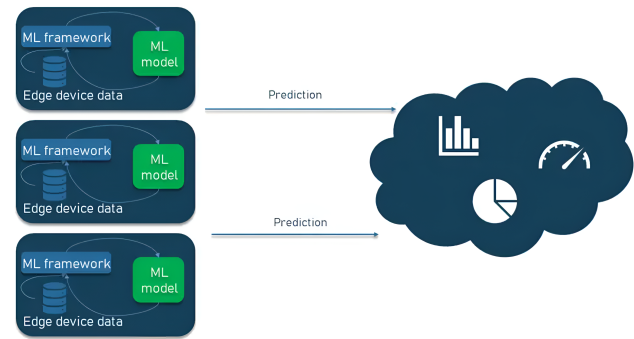 ML framework
ML
model
Edge device data
Prediction
ML framework
ML
model
Edge device data
Prediction
ML framework
ML
model
Edge device data